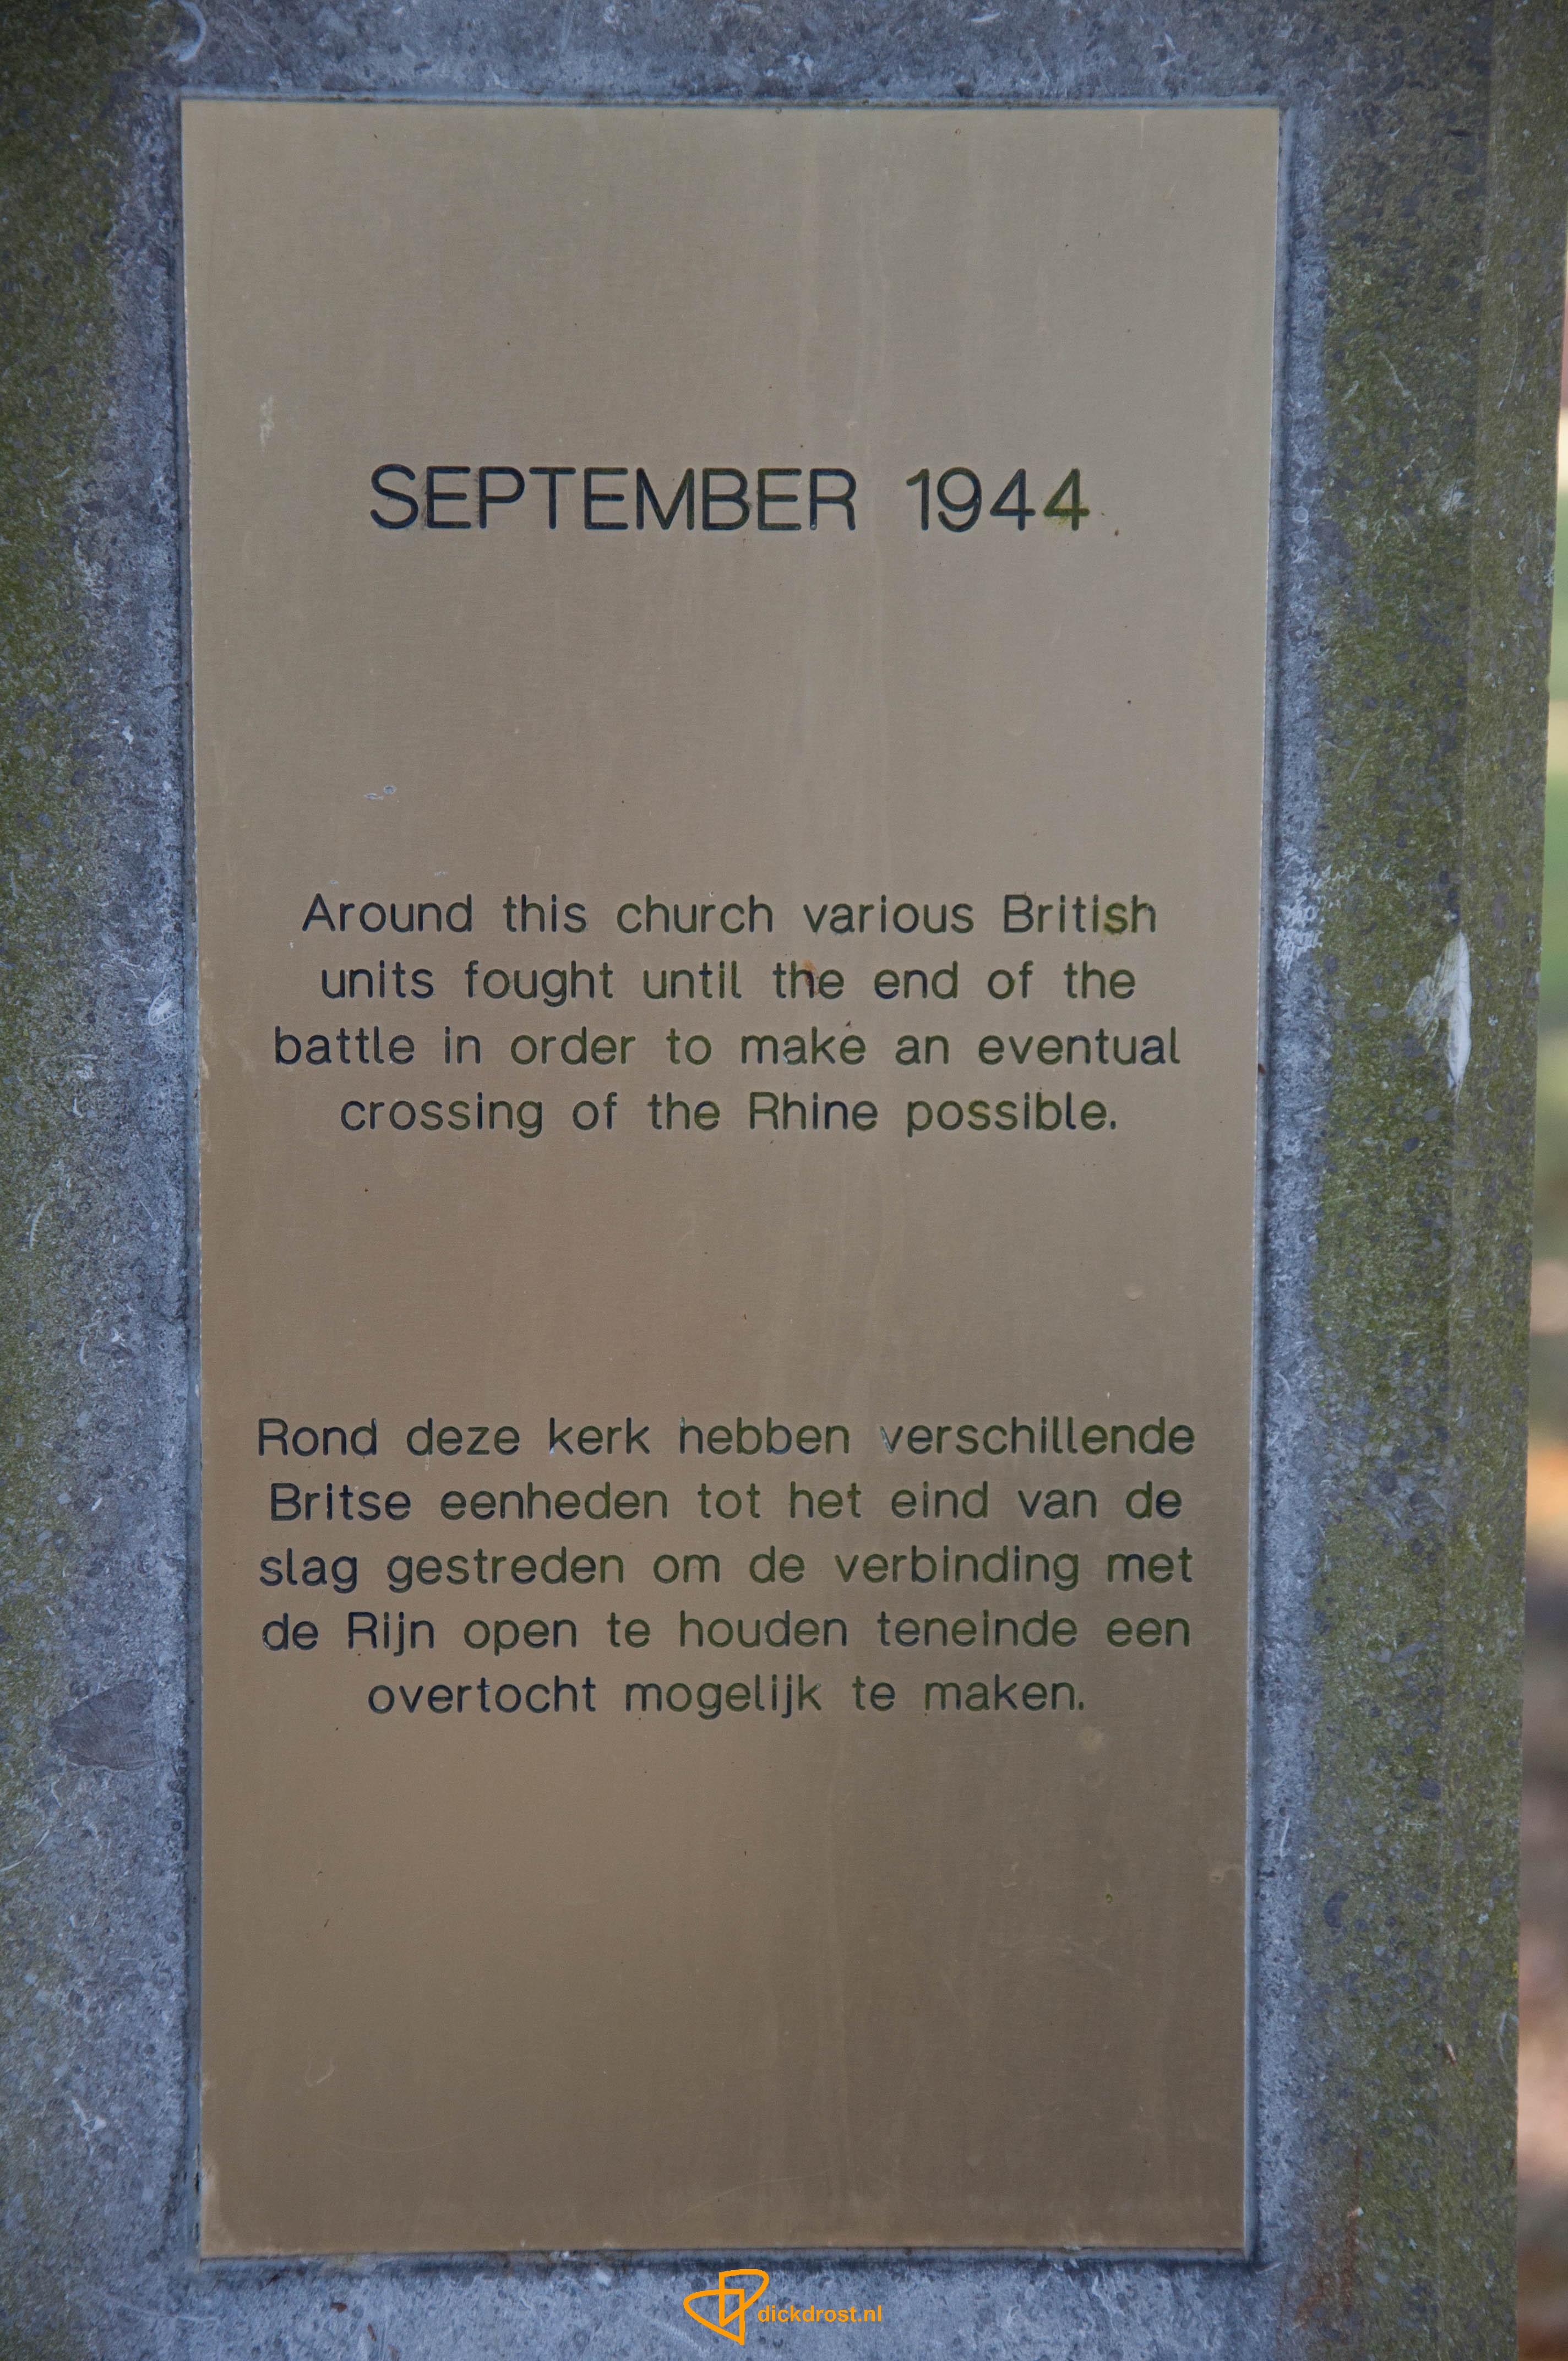 SEPTEMBER 1944
Around this church various British
units fought until the end of the
battle in order to make an eventual
crossing of the Rhine possible.
Rond deze kerk hebben verschillende
Britse eenheden tot het eind van de
slag gestreden om de verbinding met
de Rijn open te houden teneinde een
overtocht mogelijk te maken.
dickdrost.nl